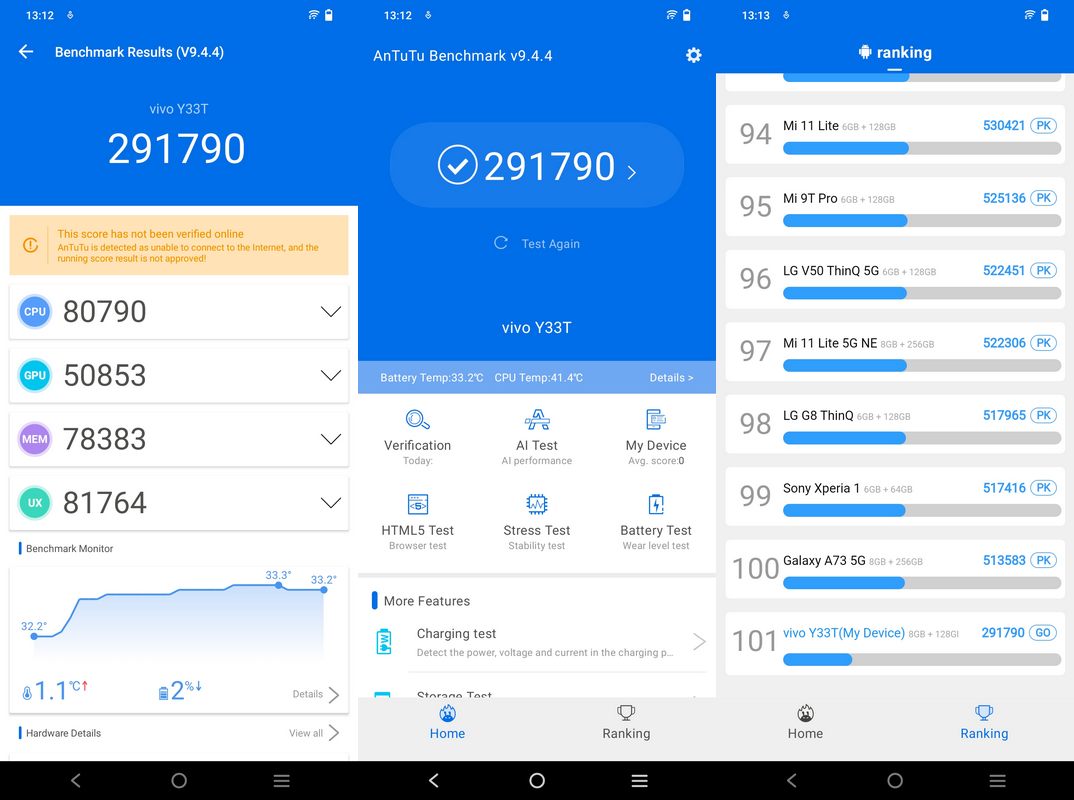 13:12
Benchmark Results (V9.4.4)
vivo Y33T
291790
This score has not been verified online
AnTuTu is detected as unable to connect to the Internet, and the
running score result is not approved!
CPU 80790
GPU 50853
MEM 78383
UX 81764
Benchmark Monitor
32.2°
33.3°
33.2°
1.1℃↑
2%↓
Details
Hardware Details
View all
13:12
AnTuTu Benchmark v9.4.4
291790
Test Again
vivo Y33T
Battery Temp:33.2℃ CPU Temp:41.4℃ Details >
Verification
Today:
AI Test
AI performance
My Device
Avg. score:0
HTML5 Test
Browser test
Stress Test
Stability test
Battery Test
Wear level test
More Features
Charging test
Detect the power, voltage and current in the charging p...
Storage Test
Home
Ranking
13:13
ranking
94 Mi 11 Lite 6GB + 128GB 530421 PK
95 Mi 9T Pro 6GB + 128GB 525136 PK
96 LG V50 ThinQ 5G 6GB + 128GB 522451 PK
97 Mi 11 Lite 5G NE 8GB + 256GB 522306 PK
98 LG G8 ThinQ 6GB + 128GB 517965 PK
99 Sony Xperia 1 6GB + 64GB 517416 PK
100 Galaxy A73 5G 8GB + 256GB 513583 PK
101 vivo Y33T(My Device) 8GB + 128GI 291790 GO
Home
Ranking